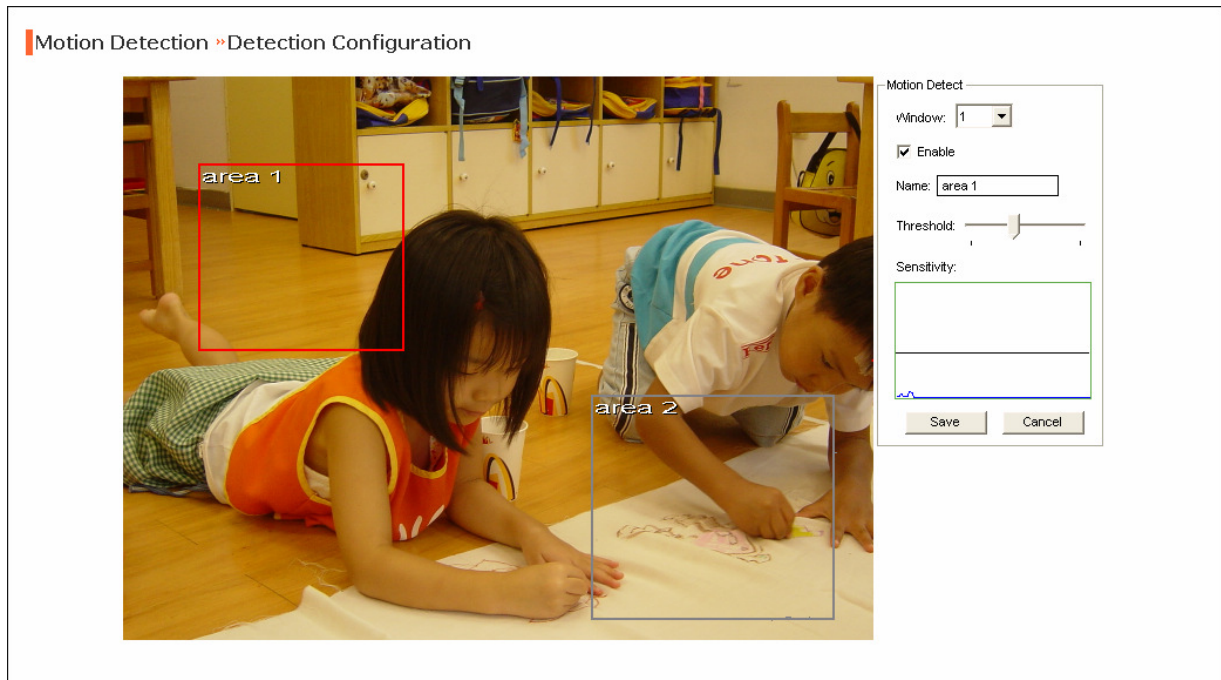 Motion Detection »Detection Configuration
Motion Detect
Window: 1
Enable
Name: area 1
Threshold:
Sensitivity:
Save Cancel
area 1
area 2
Tone